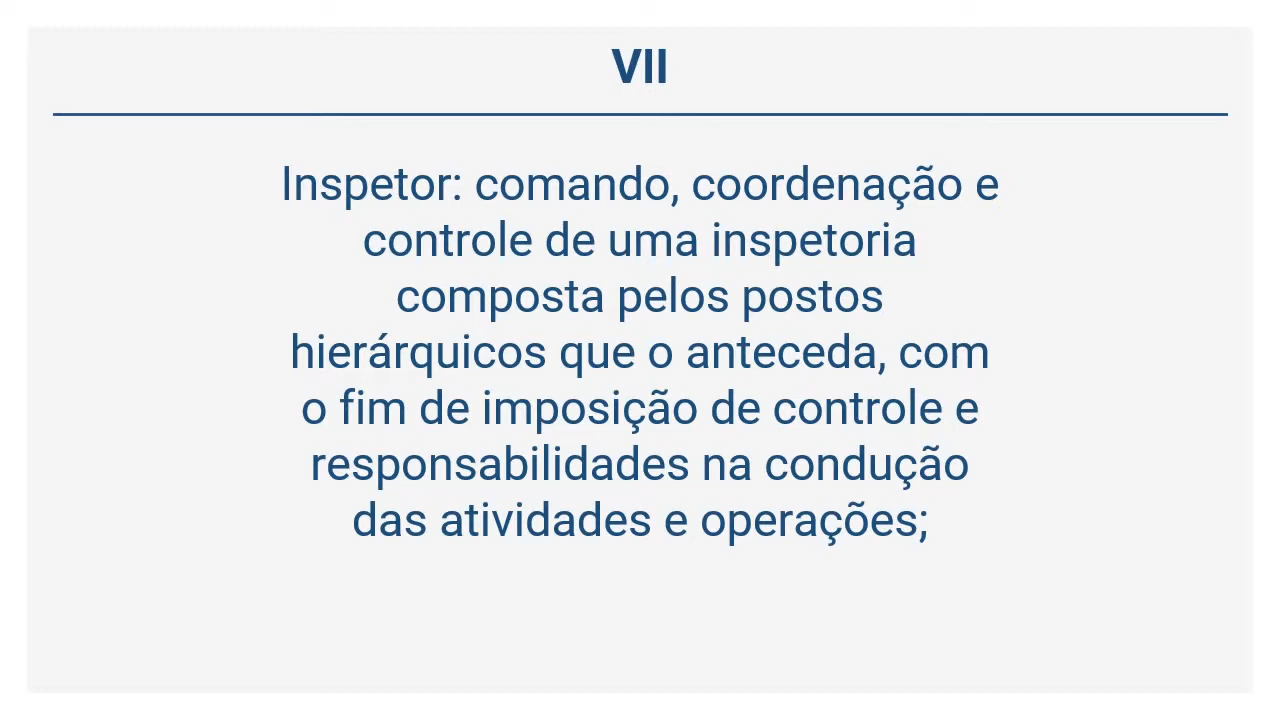 VII
Inspetor: comando, coordenação e
controle de uma inspetoria
composta pelos postos
hierárquicos que o anteceda, com
o fim de imposição de controle e
responsabilidades na condução
das atividades e operações;